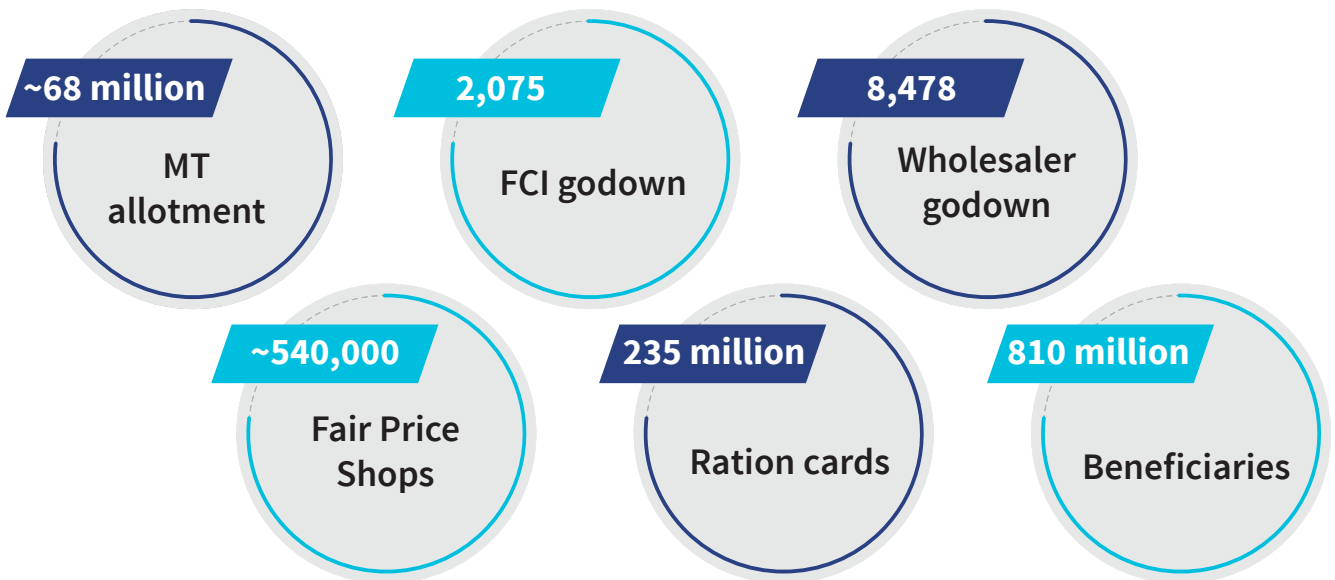 ~68 million
MT
allotment
2,075
FCI godown
8,478
Wholesaler
godown
~540,000
Fair Price
Shops
235 million
Ration cards
810 million
Beneficiaries